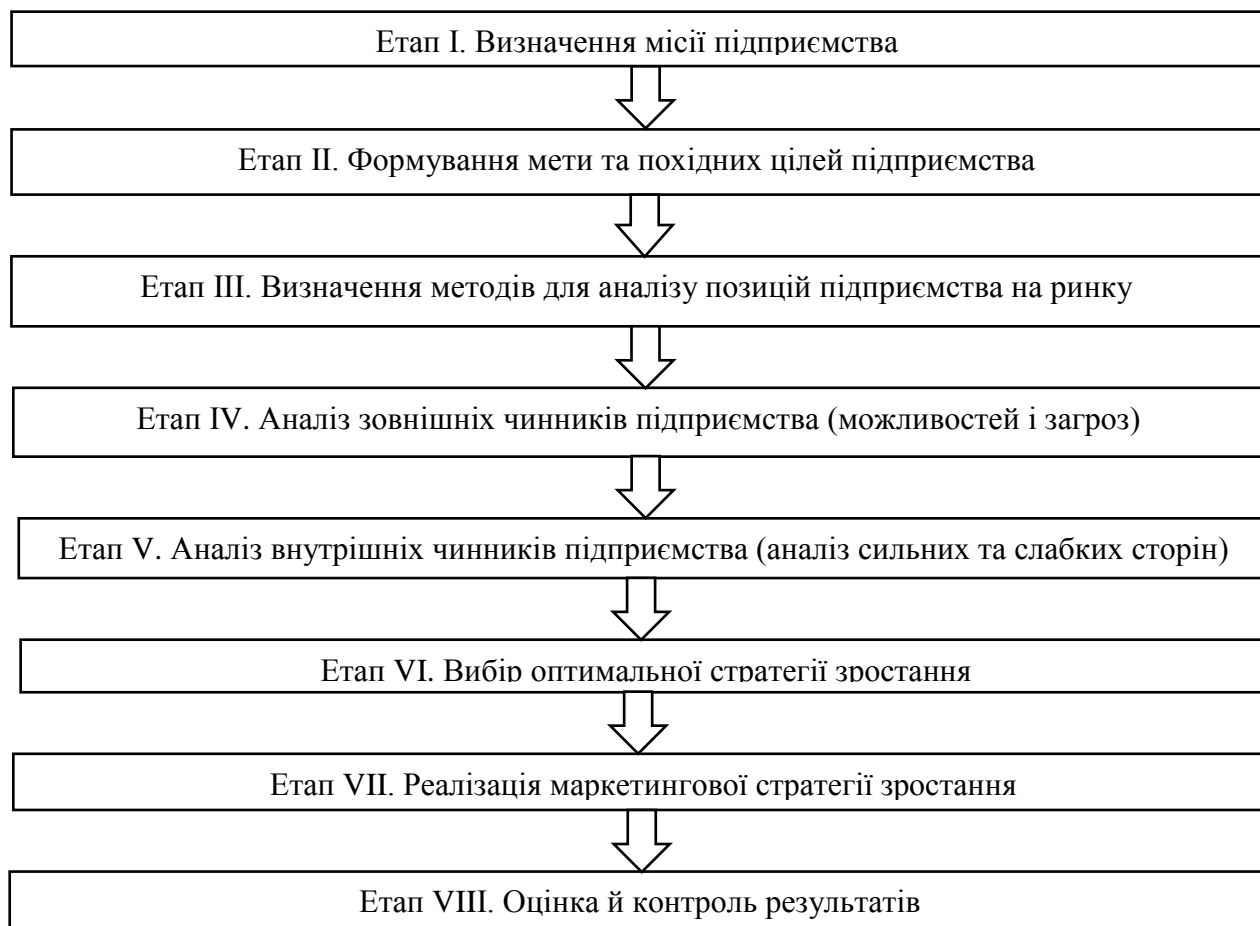 Етап I. Визначення місії підприємства
Етап II. Формування мети та похідних цілей підприємства
Етап III. Визначення методів для аналізу позицій підприємства на ринку
Етап IV. Аналіз зовнішніх чинників підприємства (можливостей і загроз)
Етап V. Аналіз внутрішніх чинників підприємства (аналіз сильних та слабких сторін)
Етап VI. Вибір оптимальної стратегії зростання
Етап VII. Реалізація маркетингової стратегії зростання
Етап VIII. Оцінка й контроль результатів